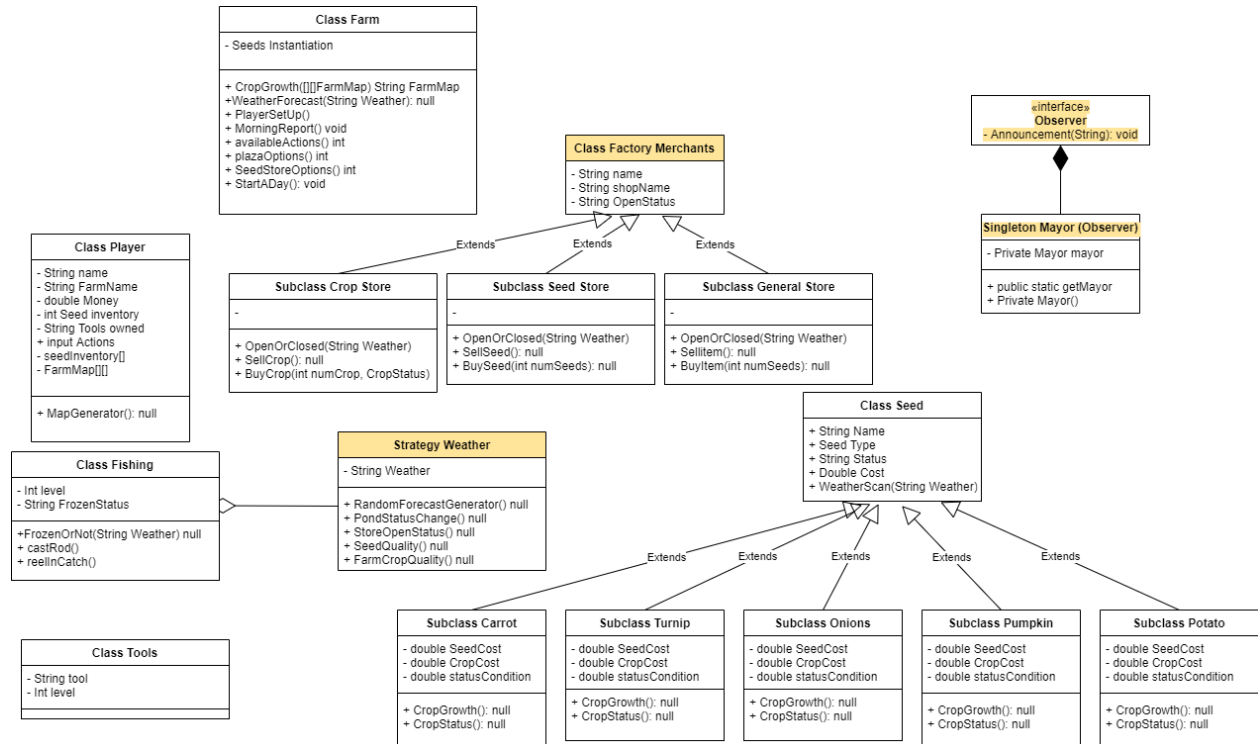 Class Farm
- Seeds Instantiation
+ CropGrowth([][]FarmMap) String FarmMap
+WeatherForecast(String Weather): null
+ PlayerSetUp()
+ MorningReport() void
+ availableActions() int
+ plazaOptions() int
+ SeedStoreOptions() int
+ StartADay(): void
«interface»
Observer
- Announcement(String): void
Class Factory Merchants
- String name
- String shopName
- String OpenStatus
Singleton Mayor (Observer)
- Private Mayor mayor
+ public static getMayor
+ Private Mayor()
Class Player
- String name
- String FarmName
- double Money
- int Seed inventory
- String Tools owned
+ input Actions
- seedInventory[]
- FarmMap[][]
+ MapGenerator(): null
Extends
Extends
Extends
Subclass Crop Store
-
+ OpenOrClosed(String Weather)
+ SellCrop(): null
+ BuyCrop(int numCrop, CropStatus)
Subclass Seed Store
-
+ OpenOrClosed(String Weather)
+ SellSeed(): null
+ BuySeed(int numSeeds): null
Subclass General Store
-
+ OpenOrClosed(String Weather)
+ SellItem(): null
+ BuyItem(int numSeeds): null
Class Seed
+ String Name
+ Seed Type
+ String Status
+ Double Cost
+ WeatherScan(String Weather)
Class Fishing
- Int level
- String FrozenStatus
+FrozenOrNot(String Weather) null
+ castRod()
+ reelInCatch()
Strategy Weather
- String Weather
+ RandomForecastGenerator() null
+ PondStatusChange() null
+ StoreOpenStatus() null
+ SeedQuality() null
+ FarmCropQuality() null
Extends
Extends
Extends
Extends
Extends
Class Tools
- String tool
- Int level
Subclass Carrot
- double SeedCost
- double CropCost
- double statusCondition
+ CropGrowth(): null
+ CropStatus(): null
Subclass Turnip
- double SeedCost
- double CropCost
- double statusCondition
+ CropGrowth(): null
+ CropStatus(): null
Subclass Onions
- double SeedCost
- double CropCost
- double statusCondition
+ CropGrowth(): null
+ CropStatus(): null
Subclass Pumpkin
- double SeedCost
- double CropCost
- double statusCondition
+ CropGrowth(): null
+ CropStatus(): null
Subclass Potato
- double SeedCost
- double CropCost
- double statusCondition
+ CropGrowth(): null
+ CropStatus(): null